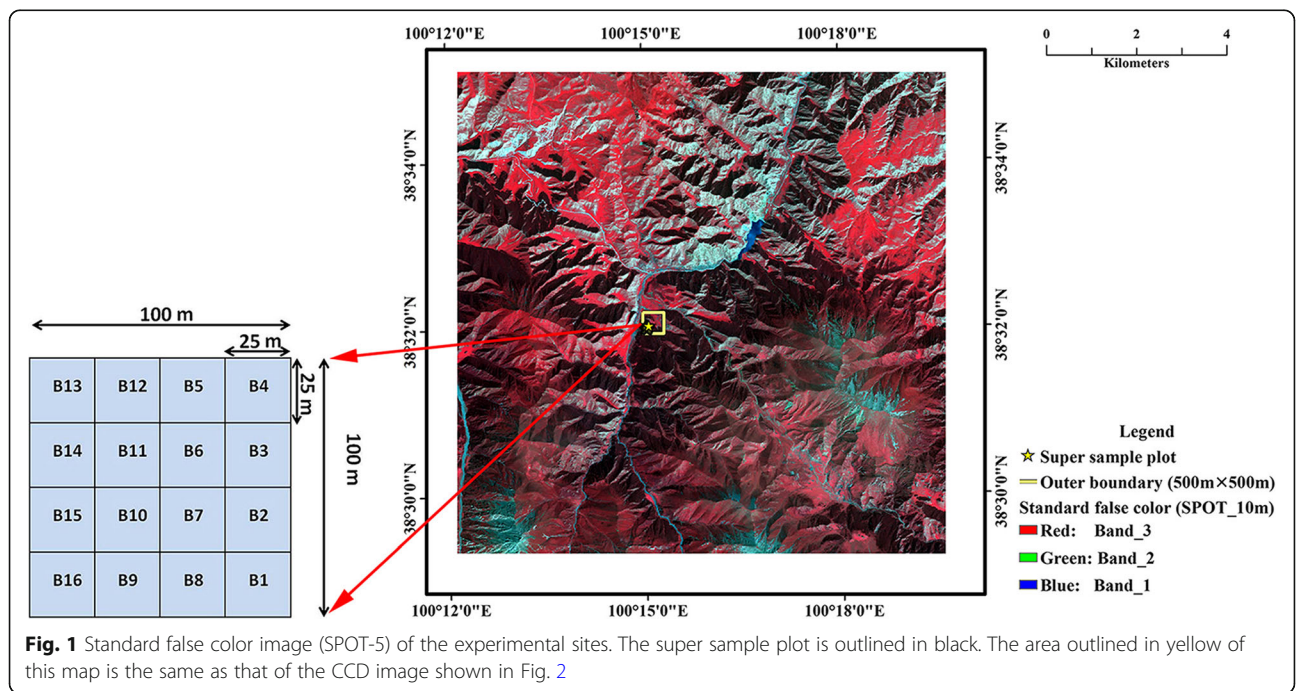 100°12'0"E 100°15'0"E 100°18'0"E
0 2 4
Kilometers
38°34'0"N 38°34'0"N
38°32'0"N 38°32'0"N
38°30'0"N 38°30'0"N
100°12'0"E 100°15'0"E 100°18'0"E
100 m
25 m
25 m
100 m
B13 B12 B5 B4
B14 B11 B6 B3
B15 B10 B7 B2
B16 B9 B8 B1
Legend
Super sample plot
Outer boundary (500m×500m)
Standard false color (SPOT_10m)
Red: Band_3
Green: Band_2
Blue: Band_1
Fig. 1 Standard false color image (SPOT-5) of the experimental sites. The super sample plot is outlined in black. The area outlined in yellow of
this map is the same as that of the CCD image shown in Fig. 2